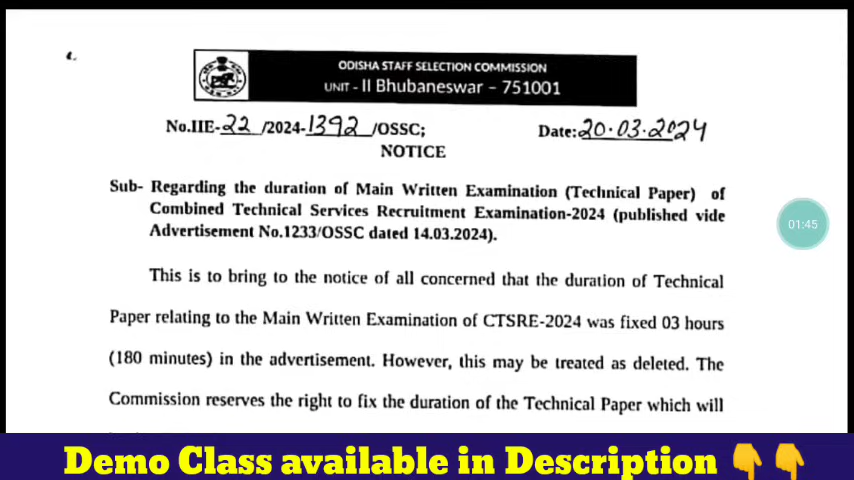 ODISHA STAFF SELECTION COMMISSION
UNIT - II Bhubaneswar – 751001
No.IIE-22 /2024-1392 /OSSC; Date:20.03.2024
NOTICE
Sub- Regarding the duration of Main Written Examination (Technical Paper) of
Combined Technical Services Recruitment Examination-2024 (published vide
Advertisement No.1233/OSSC dated 14.03.2024).
01:45
This is to bring to the notice of all concerned that the duration of Technical
Paper relating to the Main Written Examination of CTSRE-2024 was fixed 03 hours
(180 minutes) in the advertisement. However, this may be treated as deleted. The
Commission reserves the right to fix the duration of the Technical Paper which will
Demo Class available in Description 👇👇